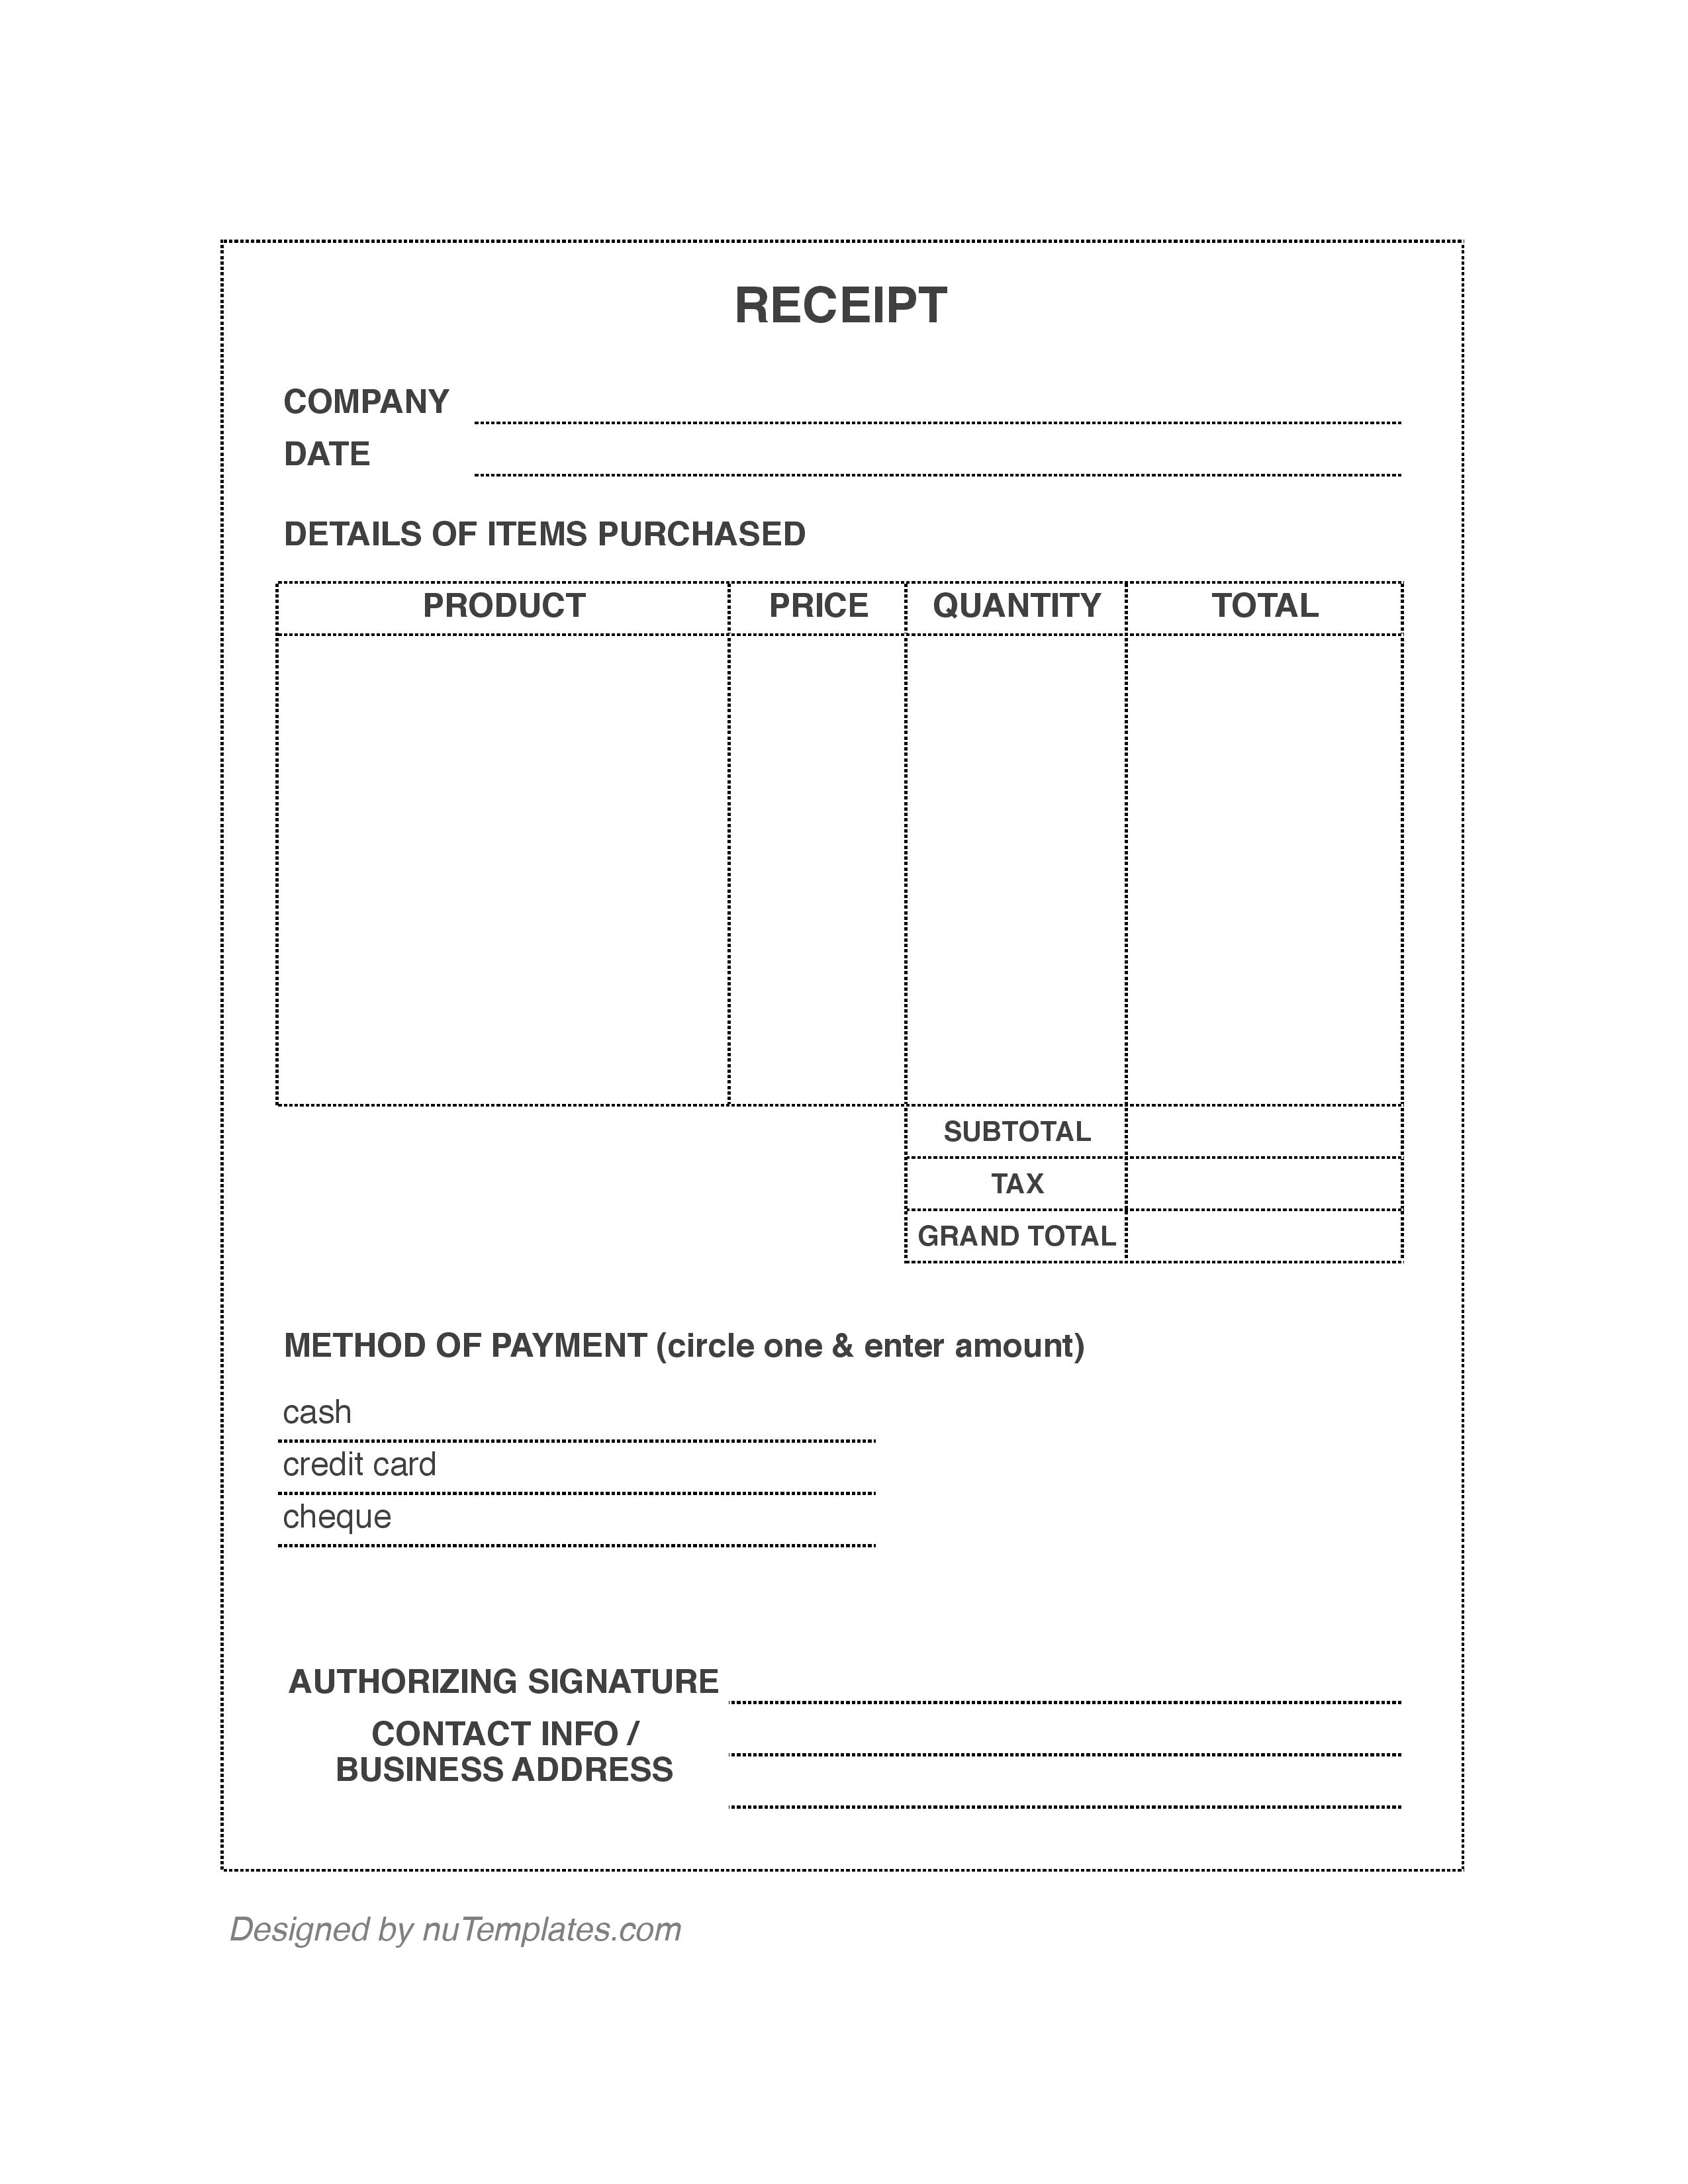 RECEIPT
COMPANY
DATE
DETAILS OF ITEMS PURCHASED
PRODUCT PRICE QUANTITY TOTAL
SUBTOTAL
TAX
GRAND TOTAL
METHOD OF PAYMENT (circle one & enter amount)
cash
credit card
cheque
AUTHORIZING SIGNATURE
CONTACT INFO /
BUSINESS ADDRESS
Designed by nuTemplates.com